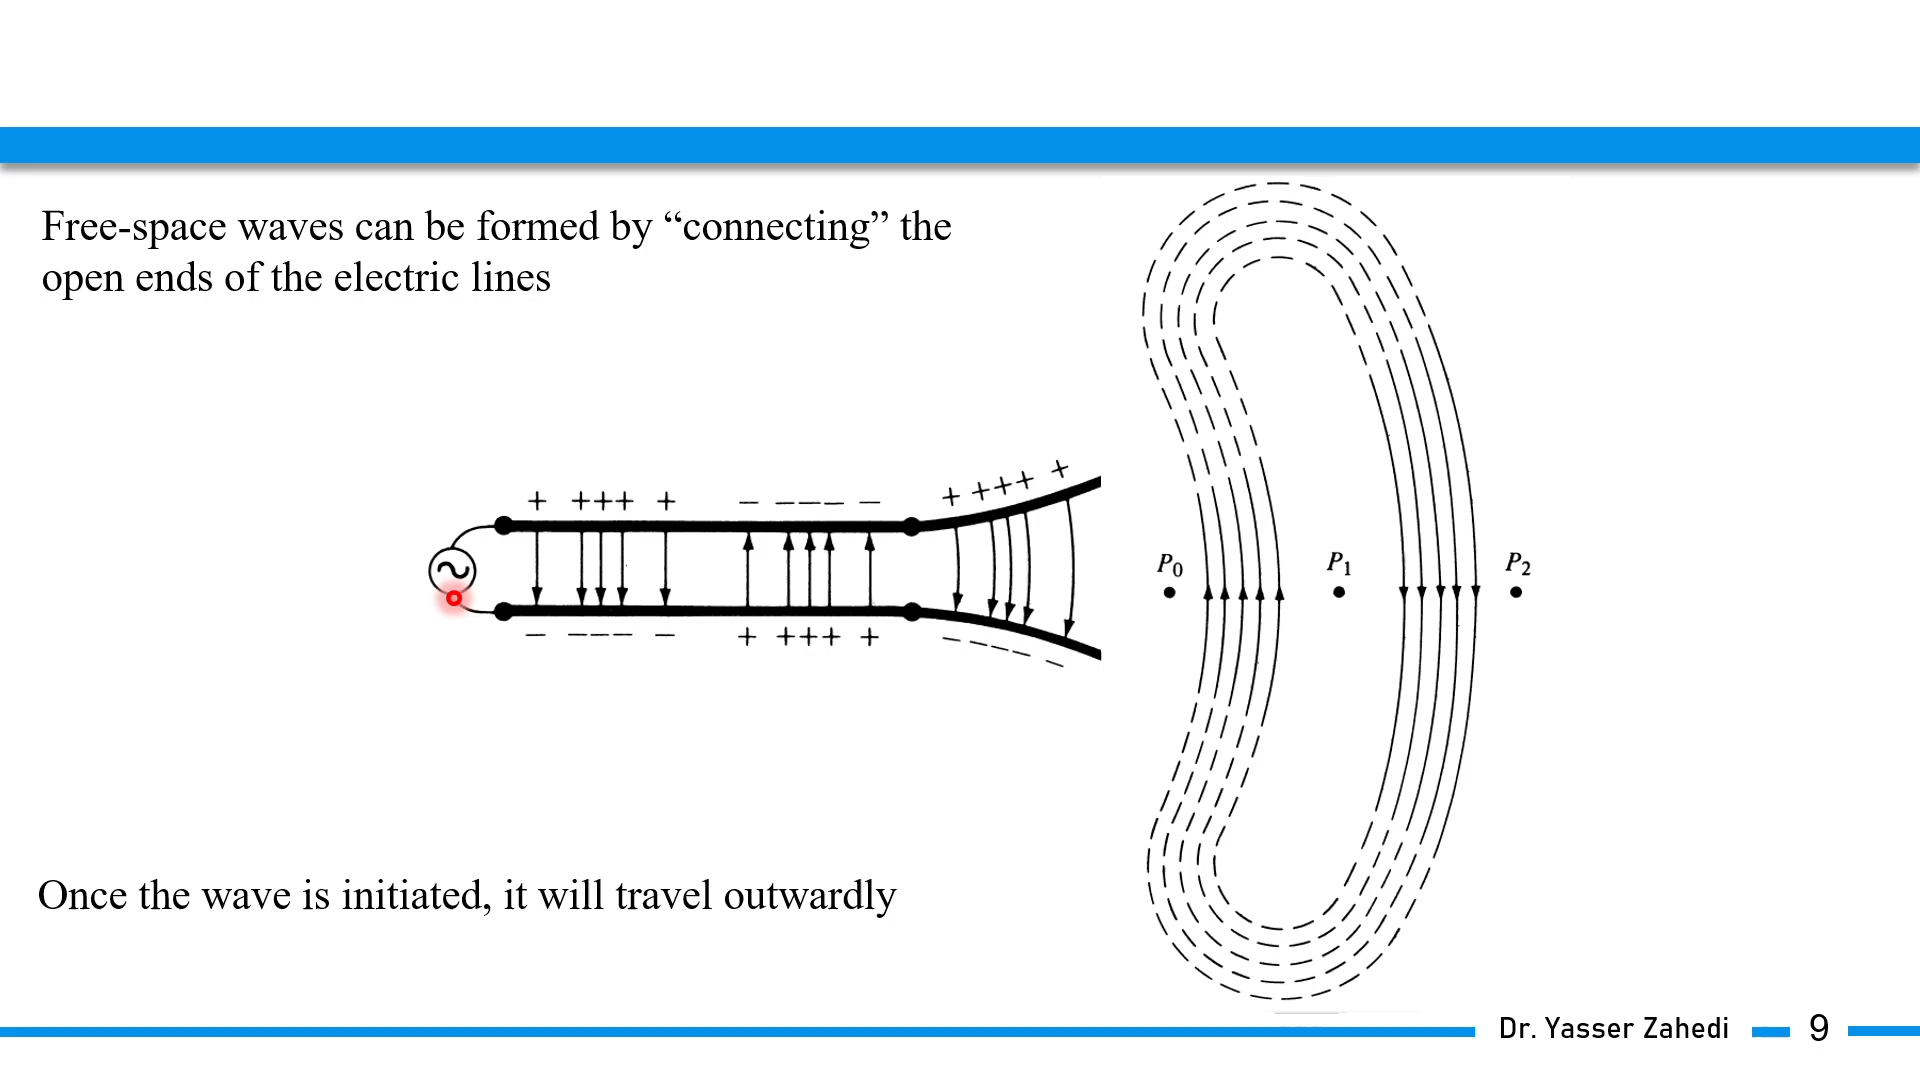 Free-space waves can be formed by “connecting” the
open ends of the electric lines
+ +++ + − −−− − + +++ +
P0 P1 P2
− −−− − + +++ + − −−− −
Once the wave is initiated, it will travel outwardly
Dr. Yasser Zahedi 9